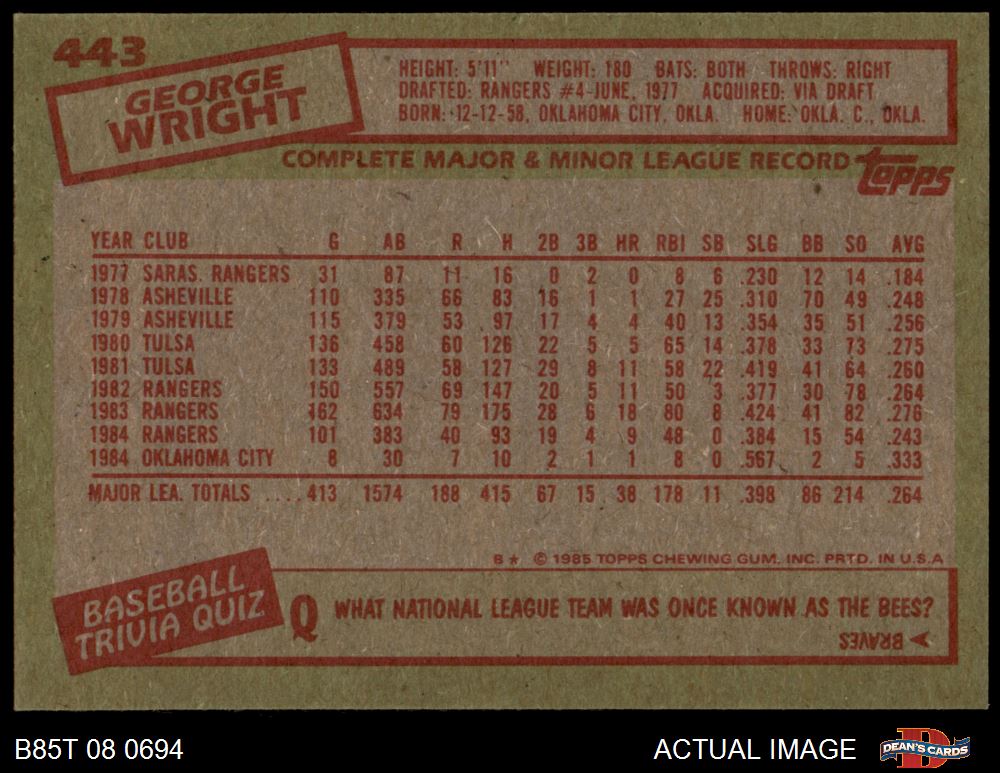 443
GEORGE
WRIGHT
HEIGHT: 5'11" WEIGHT: 180 BATS: BOTH THROWS: RIGHT
DRAFTED: RANGERS #4-JUNE, 1977 ACQUIRED: VIA DRAFT
BORN: 12-12-58, OKLAHOMA CITY, OKLA. HOME: OKLA. C., OKLA.
COMPLETE MAJOR & MINOR LEAGUE RECORD
TOPPS
YEAR CLUB G AB R H 2B 3B HR RBI SB SLG BB SO AVG
1977 SARAS. RANGERS 31 87 11 16 0 2 0 8 6 .230 12 14 .184
1978 ASHEVILLE 110 335 66 83 16 1 1 27 25 .310 70 49 .248
1979 ASHEVILLE 115 379 53 97 17 4 4 40 13 .354 35 51 .256
1980 TULSA 136 458 60 126 22 5 5 65 14 .378 33 73 .275
1981 TULSA 133 489 58 127 29 8 11 58 22 .419 41 64 .260
1982 RANGERS 150 557 69 147 20 5 11 50 3 .377 30 78 .264
1983 RANGERS 162 634 79 175 28 6 18 80 8 .424 41 82 .276
1984 RANGERS 101 383 40 93 19 4 9 48 0 .384 15 54 .243
1984 OKLAHOMA CITY 8 30 7 10 2 1 1 8 0 .567 2 5 .333
MAJOR LEA. TOTALS ....413 1574 188 415 67 15 38 178 11 .398 86 214 .264
B* © 1985 TOPPS CHEWING GUM, INC. PRTD. IN U.S.A
BASEBALL
TRIVIA QUIZ
Q WHAT NATIONAL LEAGUE TEAM WAS ONCE KNOWN AS THE BEES?
A BRAVES
B85T 08 0694
ACTUAL IMAGE
D
DEAN'S CARDS